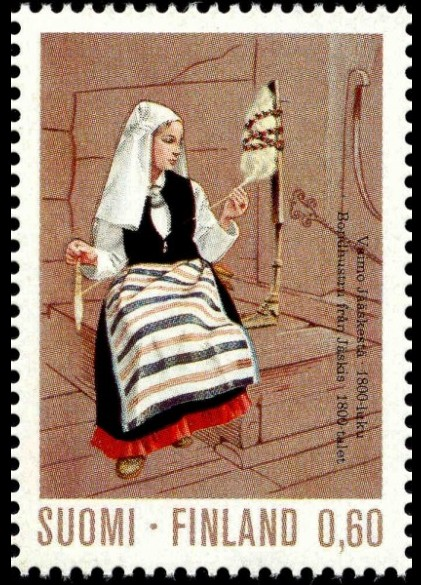 Vaimo Jääskestä 1800-luku
Bondhustru från Jäskis 1800-talet
SUOMI · FINLAND 0,60